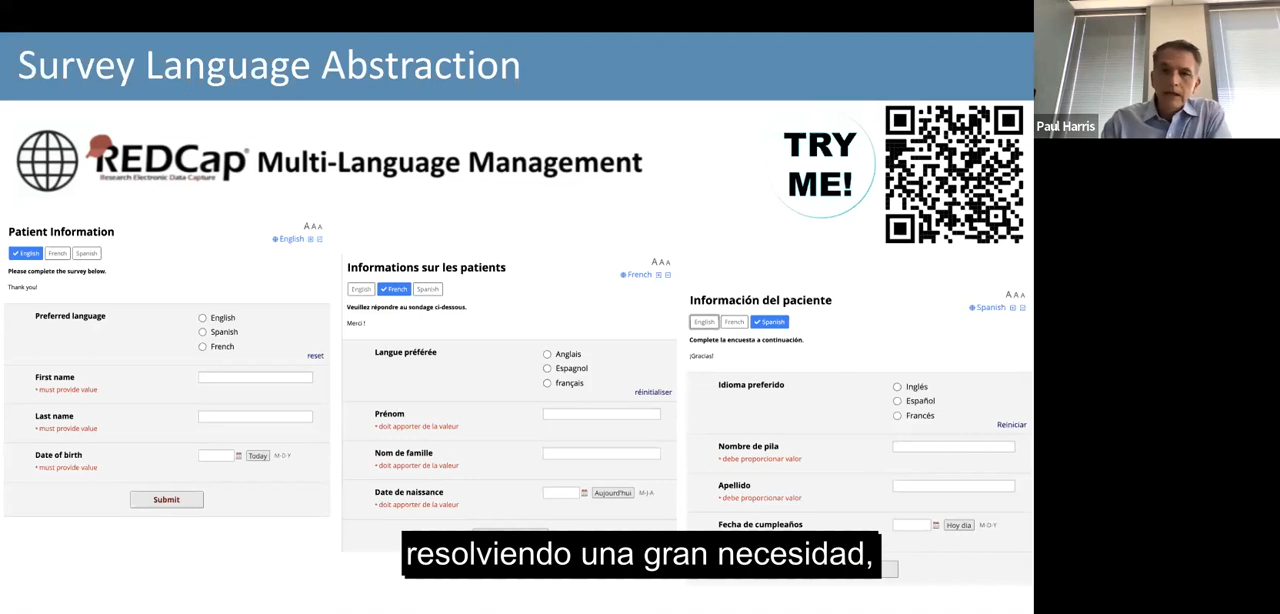 Survey Language Abstraction
REDCap® Multi-Language Management
Research Electronic Data Capture
TRY
ME!
Paul Harris
Patient Information
A A A
English
English French Spanish
Please complete the survey below.
Thank you!
Preferred language
English
Spanish
French
reset
First name
* must provide value
Last name
* must provide value
Date of birth
Today M-D-Y
* must provide value
Submit
Informations sur les patients
A A A
French
English French Spanish
Veuillez répondre au sondage ci-dessous.
Merci !
Langue préférée
Anglais
Espagnol
français
réinitialiser
Prénom
* doit apporter de la valeur
Nom de famille
* doit apporter de la valeur
Date de naissance
Aujourd'hui M-J-A
* doit apporter de la valeur
Información del paciente
A A A
Spanish
English French Spanish
Complete la encuesta a continuación.
¡Gracias!
Idioma preferido
Inglés
Español
Francés
Reiniciar
Nombre de pila
* debe proporcionar valor
Apellido
* debe proporcionar valor
Fecha de cumpleaños
Hoy dia M-D-Y
resolviendo una gran necesidad,